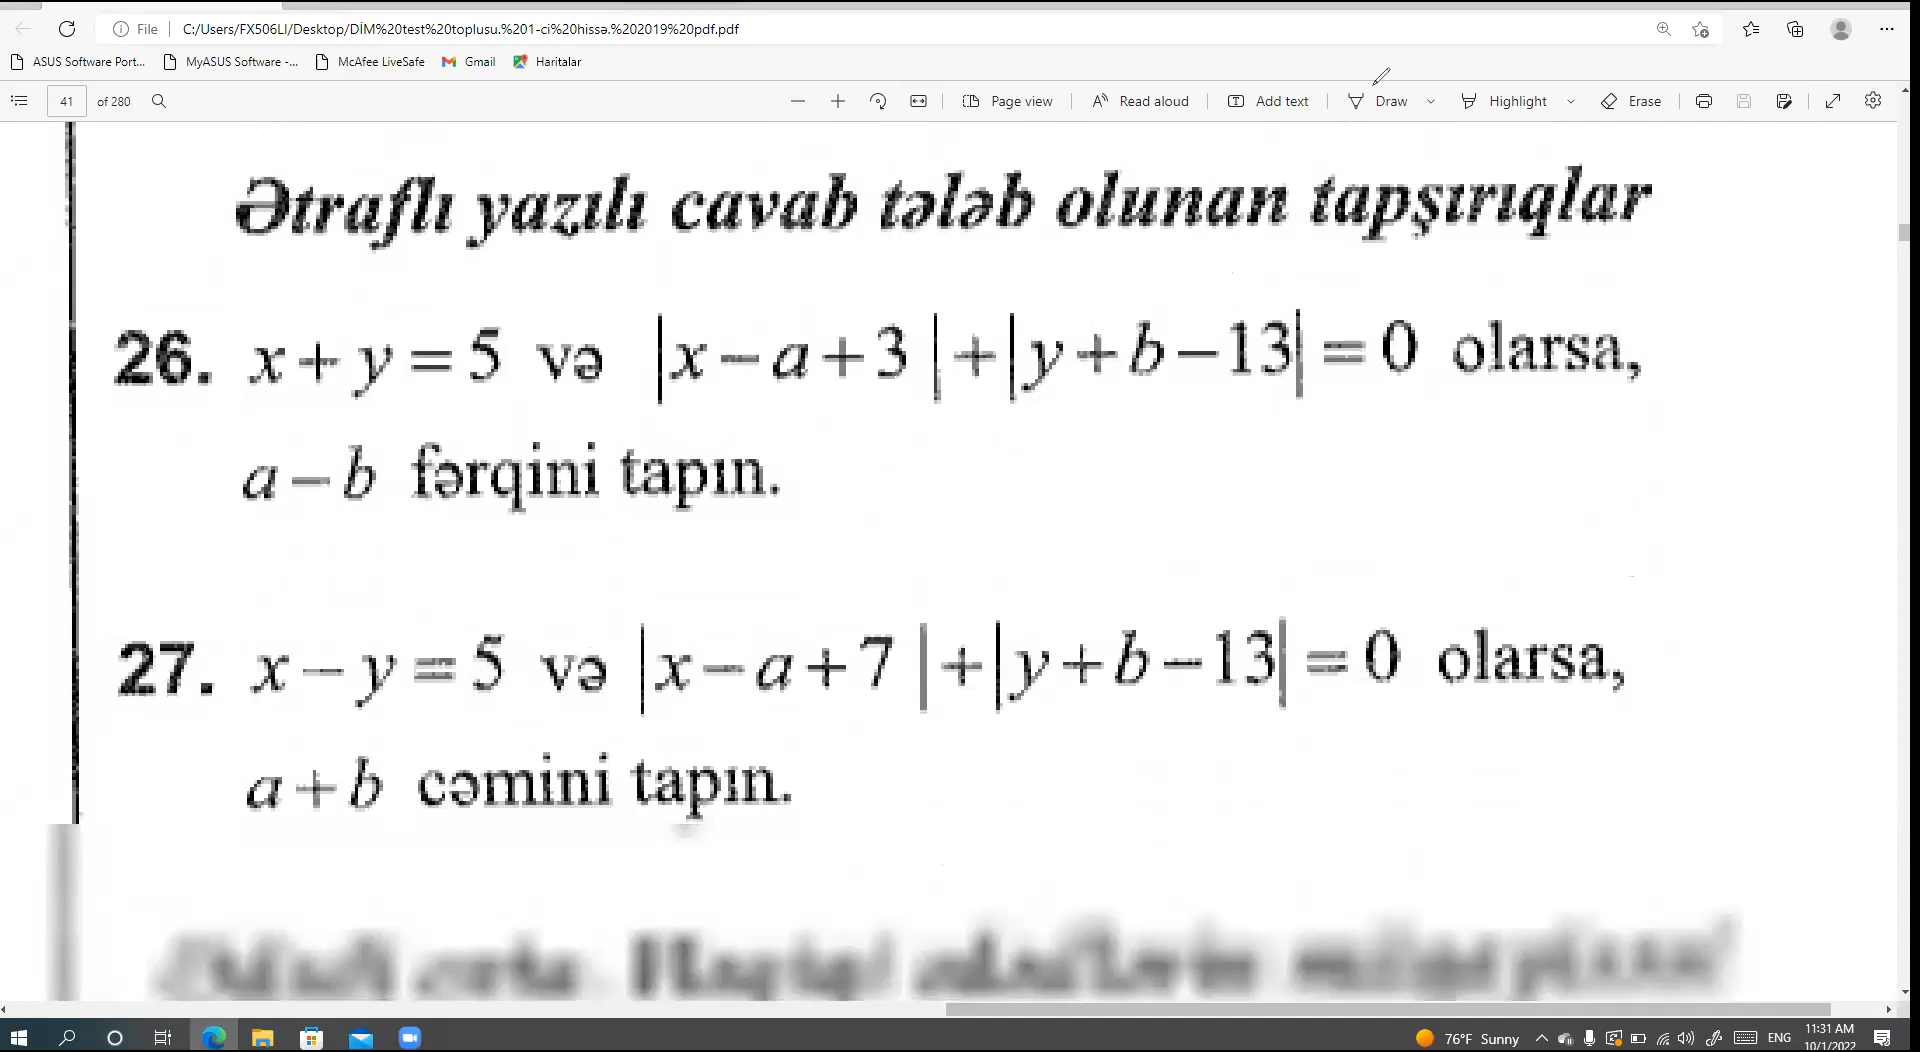 File | C:/Users/FX506LI/Desktop/DİM%20test%20toplusu.%201-ci%20hissə.%202019%20pdf.pdf
ASUS Software Port... MyASUS Software -... McAfee LiveSafe Gmail Haritalar
41 of 280 Page view Read aloud Add text Draw Highlight Erase
Ətraflı yazılı cavab tələb olunan tapşırıqlar
26. x + y = 5 və |x − a + 3| + |y + b − 13| = 0 olarsa,
a − b fərqini tapın.
27. x − y = 5 və |x − a + 7| + |y + b − 13| = 0 olarsa,
a + b cəmini tapın.
76°F Sunny ENG 11:31 AM
10/1/2022